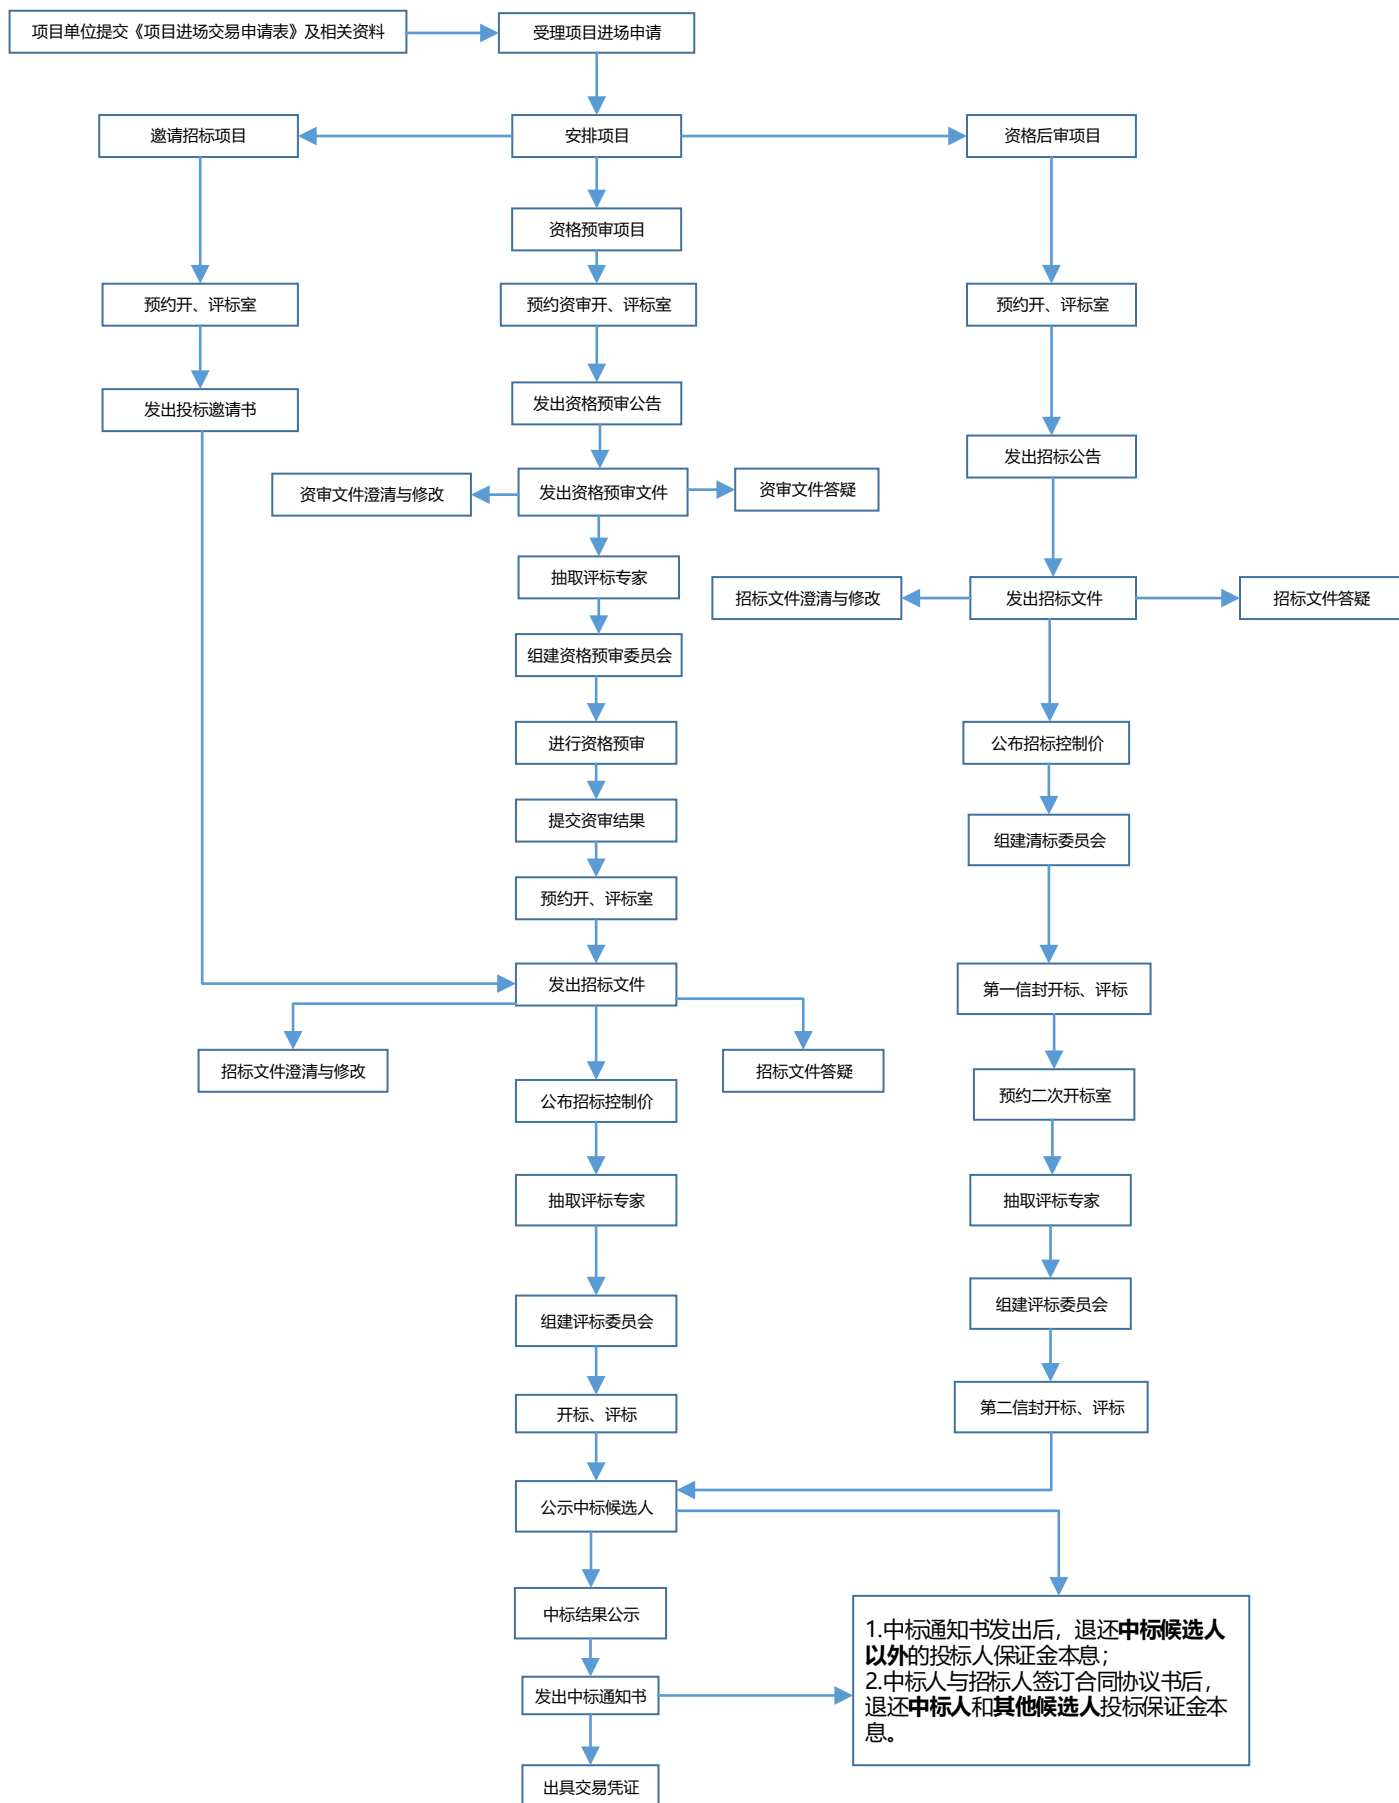 项目单位提交《项目进场交易申请表》及相关资料
受理项目进场申请
邀请招标项目
安排项目
资格后审项目
资格预审项目
预约开、评标室
预约资审开、评标室
预约开、评标室
发出投标邀请书
发出资格预审公告
发出招标公告
资审文件澄清与修改
发出资格预审文件
资审文件答疑
抽取评标专家
招标文件澄清与修改
发出招标文件
招标文件答疑
组建资格预审委员会
进行资格预审
公布招标控制价
提交资审结果
组建清标委员会
预约开、评标室
发出招标文件
第一信封开标、评标
招标文件澄清与修改
招标文件答疑
公布招标控制价
预约二次开标室
抽取评标专家
抽取评标专家
组建评标委员会
组建评标委员会
开标、评标
第二信封开标、评标
公示中标候选人
中标结果公示
1.中标通知书发出后，退还中标候选人
以外的投标人保证金本息；
2.中标人与招标人签订合同协议书后，
退还中标人和其他候选人投标保证金本
息。
发出中标通知书
出具交易凭证